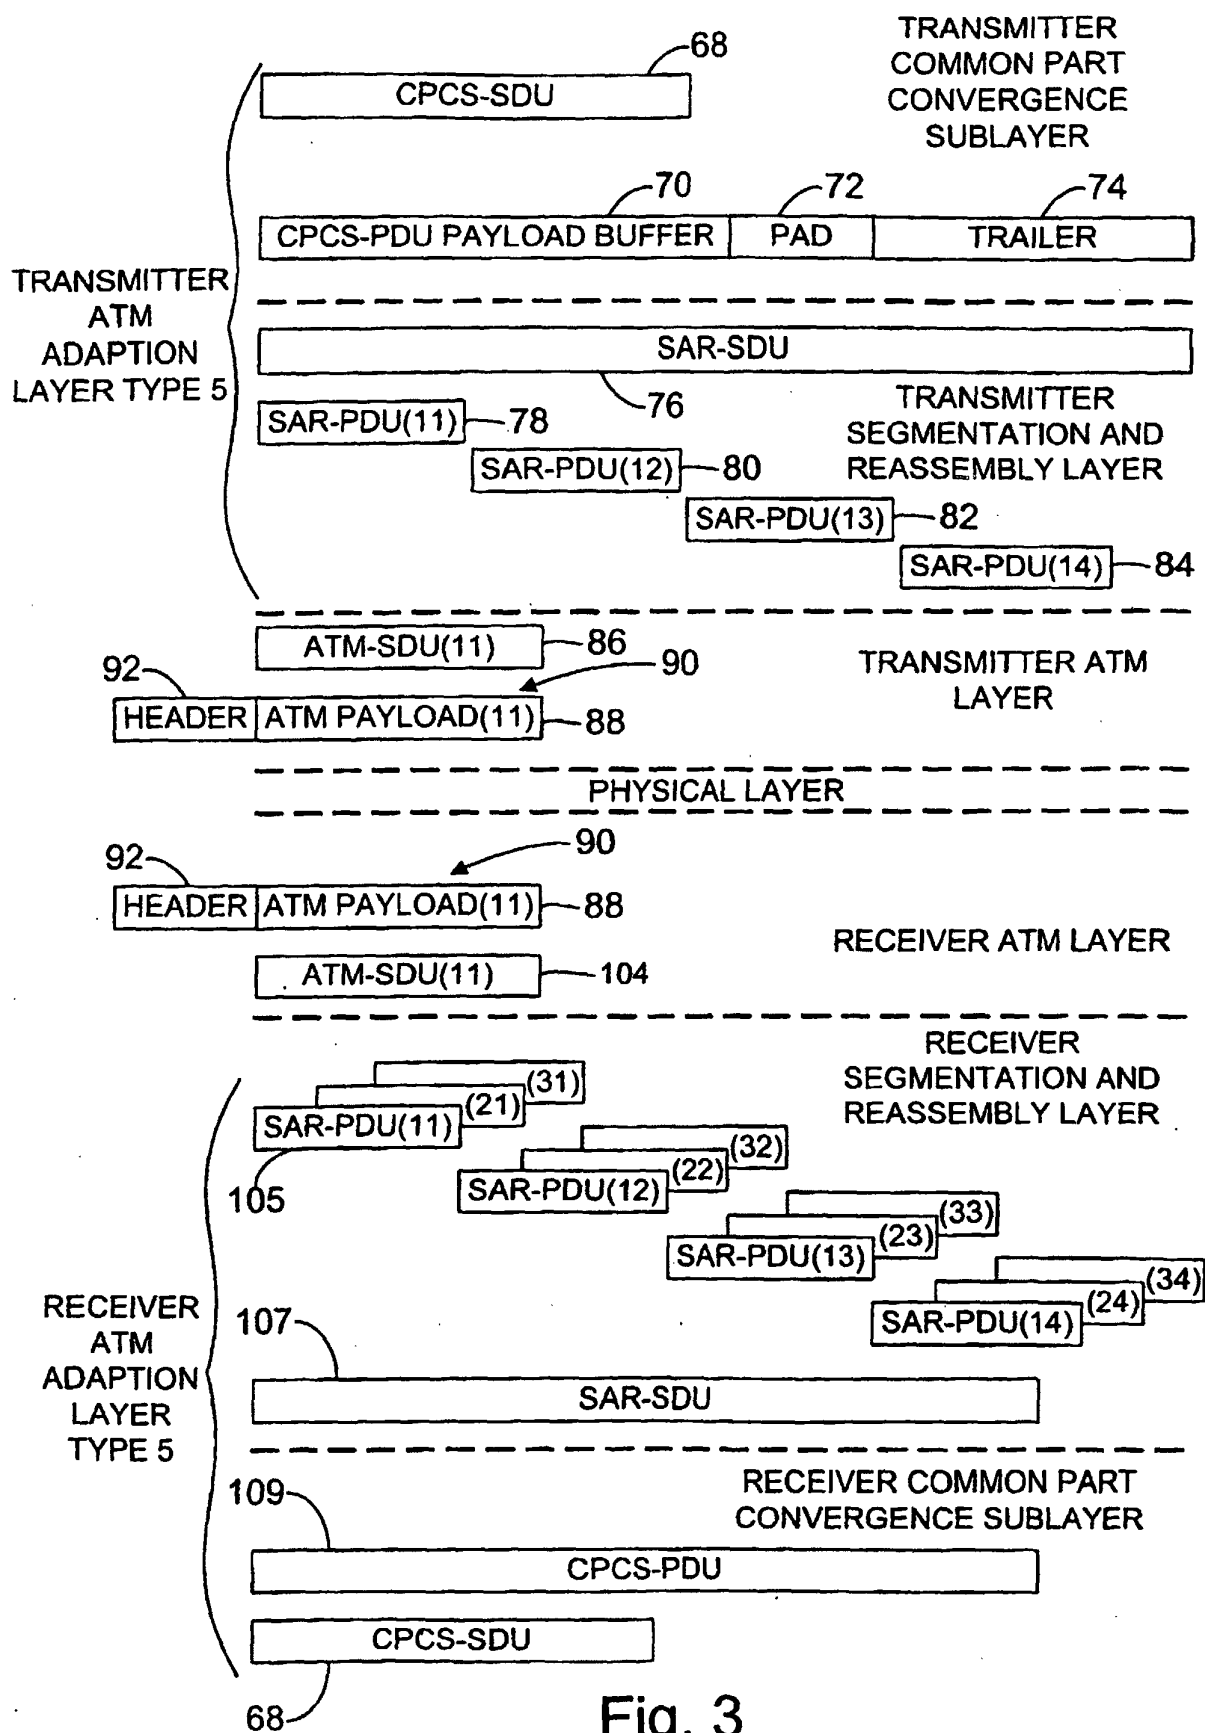 TRANSMITTER
COMMON PART
CONVERGENCE
SUBLAYER
68
CPCS-SDU
70
72
74
CPCS-PDU PAYLOAD BUFFER
PAD
TRAILER
TRANSMITTER
ATM
ADAPTION
LAYER TYPE 5
SAR-SDU
76
TRANSMITTER
SEGMENTATION AND
REASSEMBLY LAYER
SAR-PDU(11)
78
SAR-PDU(12)
80
SAR-PDU(13)
82
SAR-PDU(14)
84
ATM-SDU(11)
86
TRANSMITTER ATM
LAYER
92
90
HEADER
ATM PAYLOAD(11)
88
PHYSICAL LAYER
92
90
HEADER
ATM PAYLOAD(11)
88
RECEIVER ATM LAYER
ATM-SDU(11)
104
RECEIVER
SEGMENTATION AND
REASSEMBLY LAYER
(31)
(21)
SAR-PDU(11)
105
(32)
(22)
SAR-PDU(12)
(33)
(23)
SAR-PDU(13)
(34)
(24)
SAR-PDU(14)
RECEIVER
ATM
ADAPTION
LAYER
TYPE 5
107
SAR-SDU
RECEIVER COMMON PART
CONVERGENCE SUBLAYER
109
CPCS-PDU
CPCS-SDU
68
Fig. 3